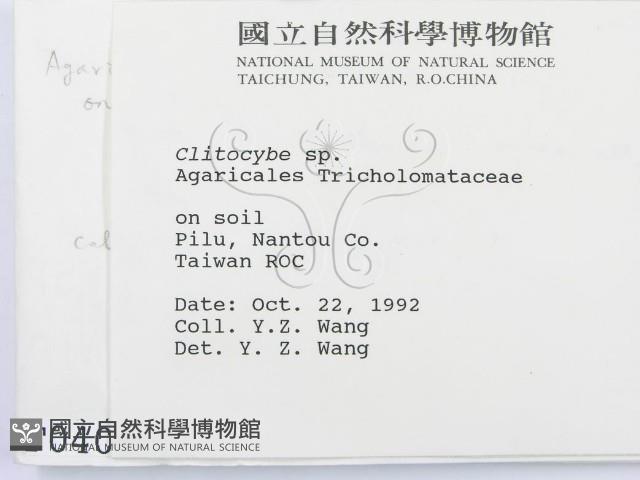 國立自然科學博物館
NATIONAL MUSEUM OF NATURAL SCIENCE
TAICHUNG, TAIWAN, R.O.CHINA
Agari
on
Clitocybe sp.
Agaricales Tricholomataceae
on soil
Pilu, Nantou Co.
Taiwan ROC
Date: Oct. 22, 1992
Coll. Y.Z. Wang
Det. Y. Z. Wang
國立自然科學博物館
NATIONAL MUSEUM OF NATURAL SCIENCE